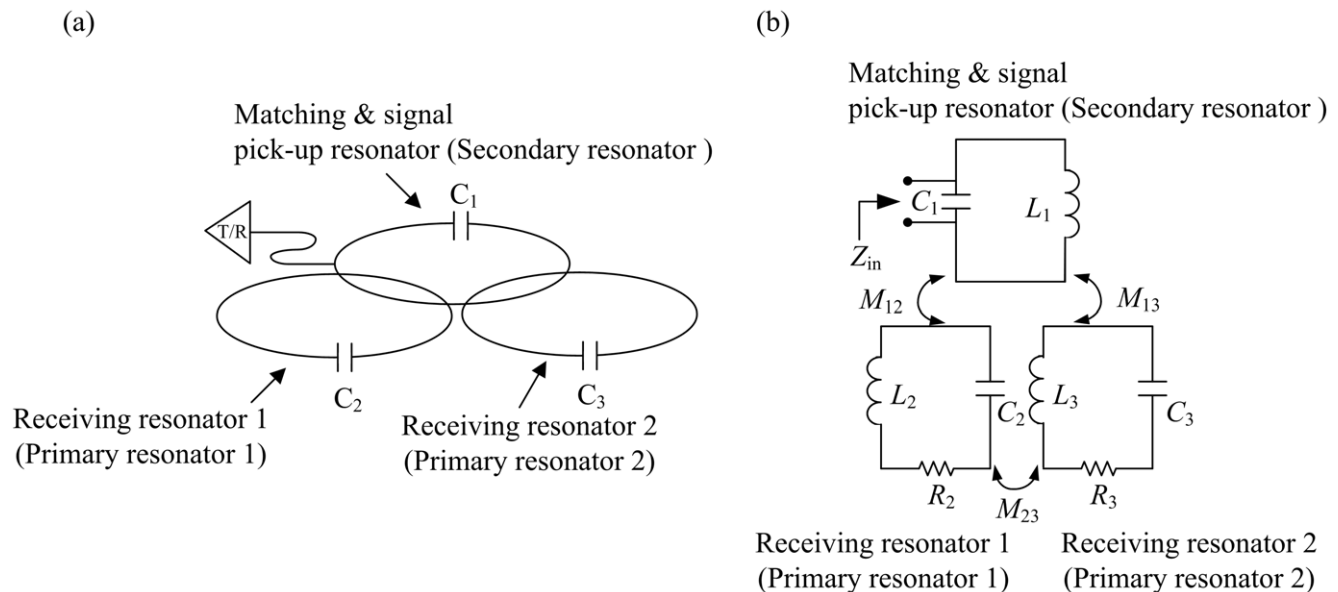 (a)
Matching & signal
pick-up resonator (Secondary resonator )
C₁
T/R
C₂
C₃
Receiving resonator 1
(Primary resonator 1)
Receiving resonator 2
(Primary resonator 2)
(b)
Matching & signal
pick-up resonator (Secondary resonator )
C₁
L₁
Zin
M₁₂
M₁₃
L₂
C₂
L₃
C₃
R₂
M₂₃
R₃
Receiving resonator 1
(Primary resonator 1)
Receiving resonator 2
(Primary resonator 2)